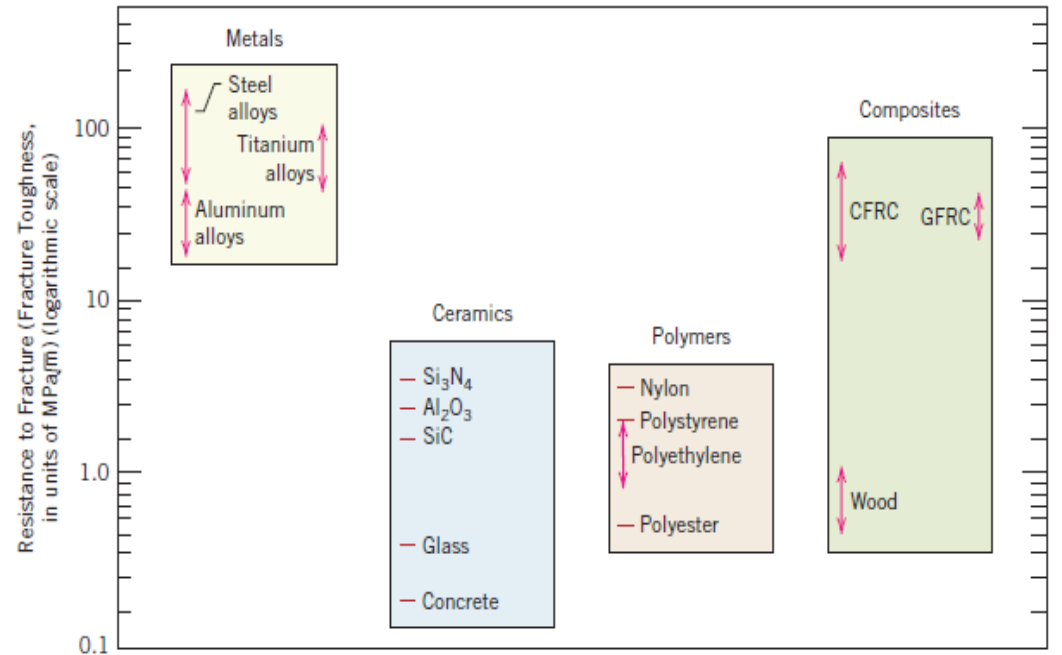 Resistance to Fracture (Fracture Toughness,
in units of MPa√m) (logarithmic scale)
100
10
1.0
0.1
Metals
Steel
alloys
Titanium
alloys
Aluminum
alloys
Ceramics
Si₃N₄
Al₂O₃
SiC
Glass
Concrete
Polymers
Nylon
Polystyrene
Polyethylene
Polyester
Composites
CFRC
GFRC
Wood